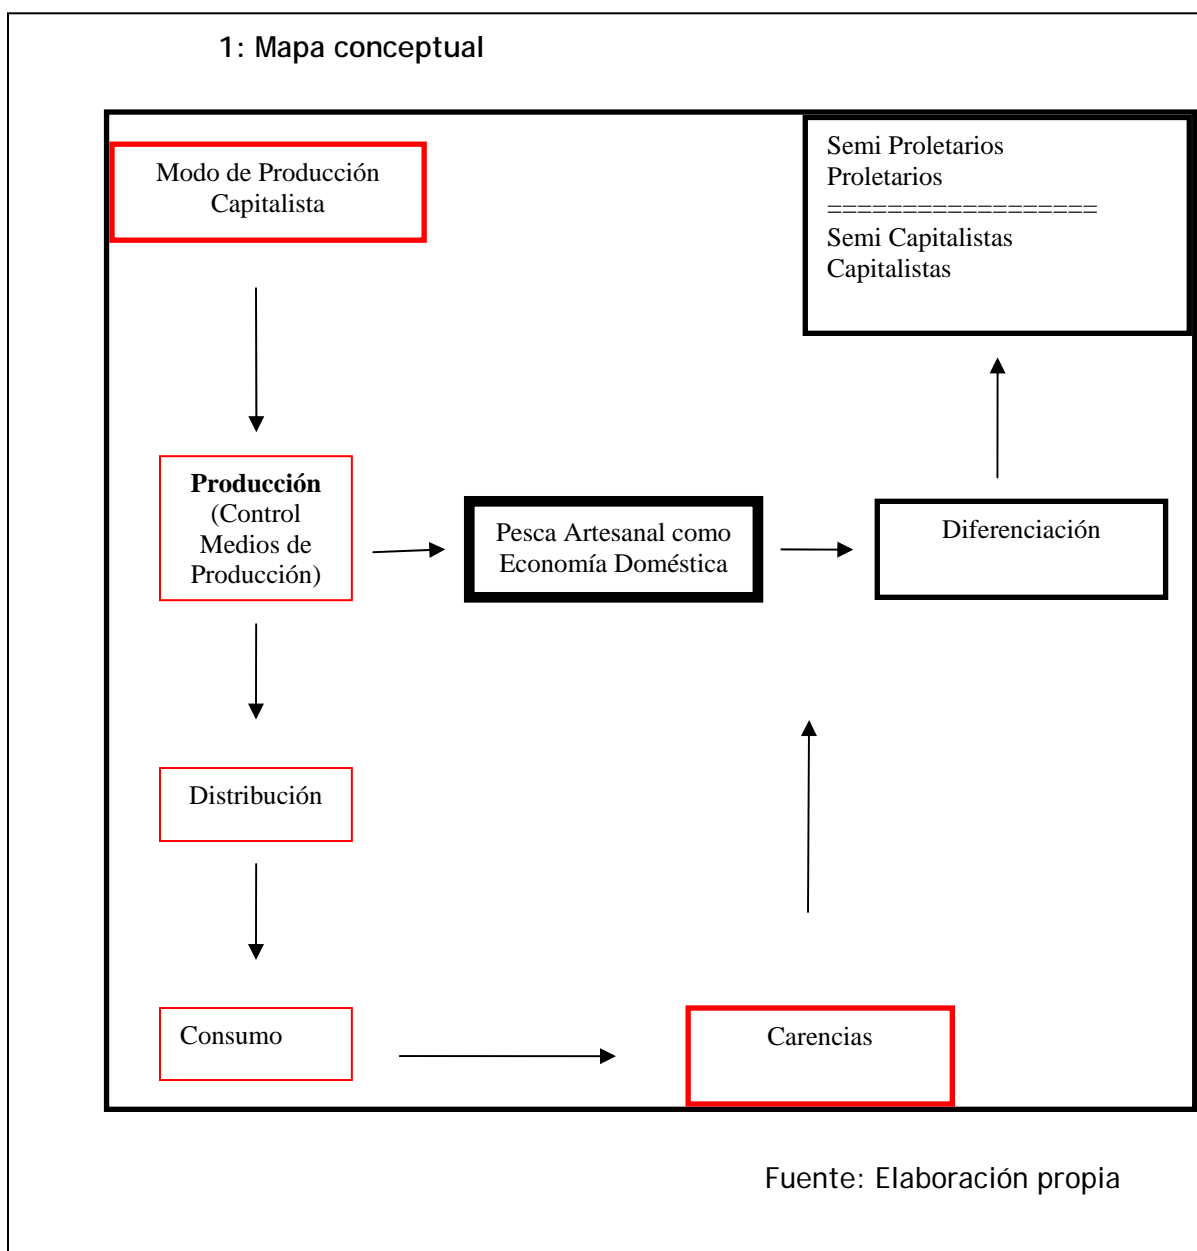 1: Mapa conceptual
Modo de Producción
Capitalista
Semi Proletarios
Proletarios
==================
Semi Capitalistas
Capitalistas
Producción
(Control
Medios de
Producción)
Pesca Artesanal como
Economía Doméstica
Diferenciación
Distribución
Consumo
Carencias
Fuente: Elaboración propia